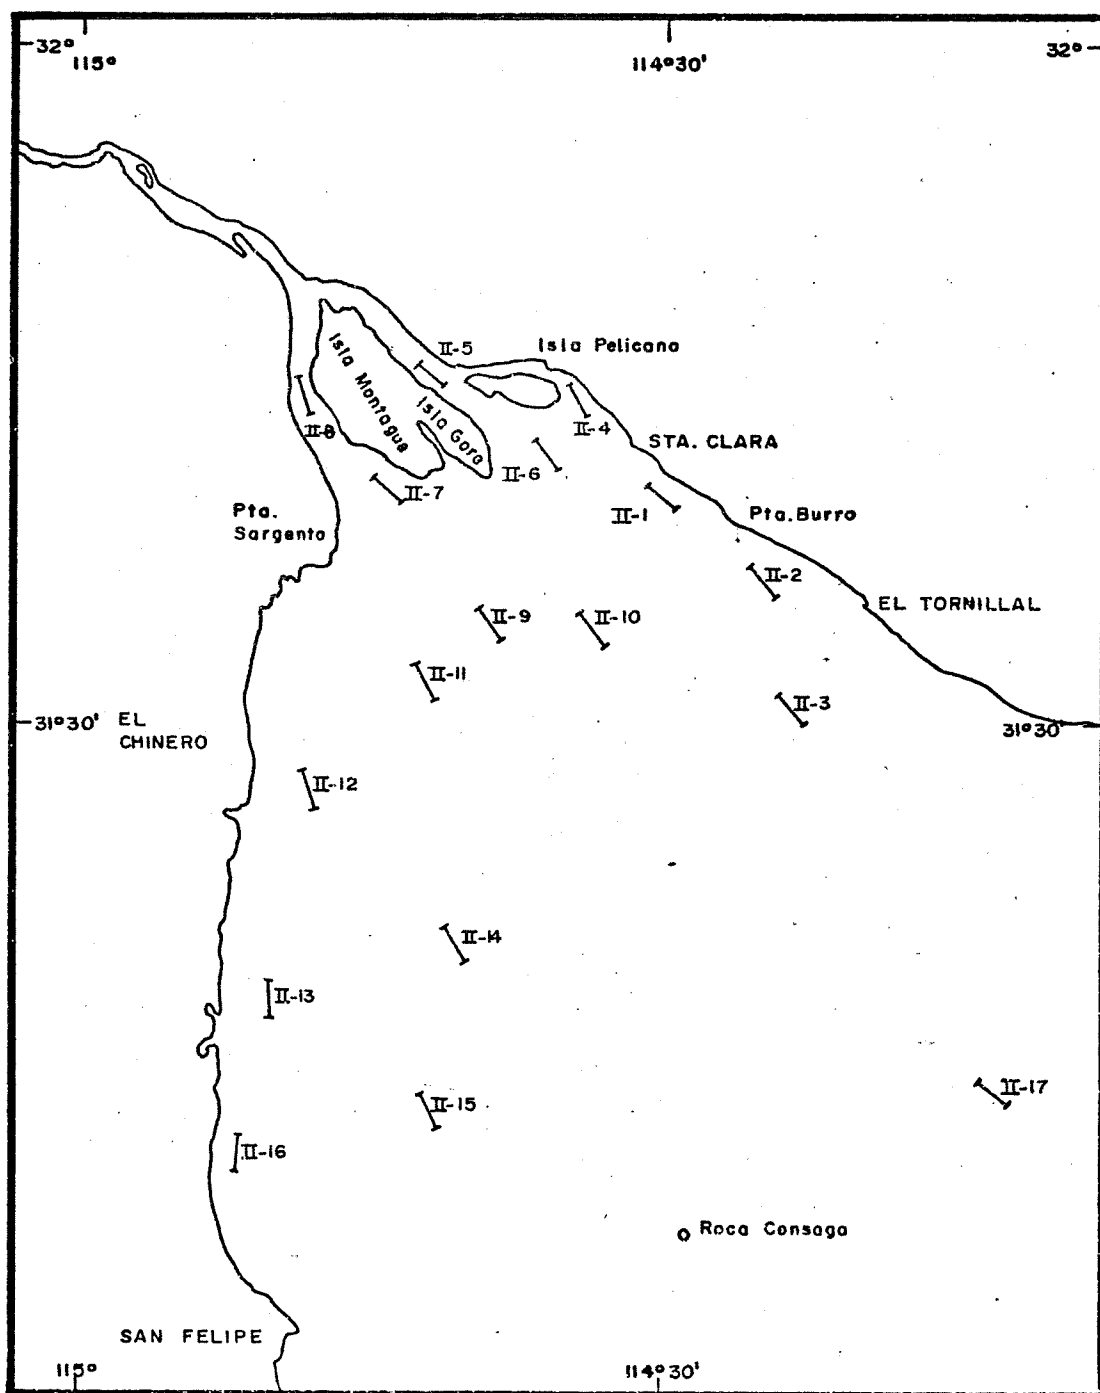 32°
115°
114°30'
32°
II-5
Isla Pelicano
Isla Montague
Isla Gora
II-8
II-4
STA. CLARA
II-6
II-7
II-1
Pta. Burro
Pta.
Sargento
II-2
EL TORNILLAL
II-9
II-10
II-11
II-3
31°30'
EL
CHINERO
31°30'
II-12
II-14
II-13
II-15
II-17
II-16
Roca Consaga
SAN FELIPE
115°
114°30'